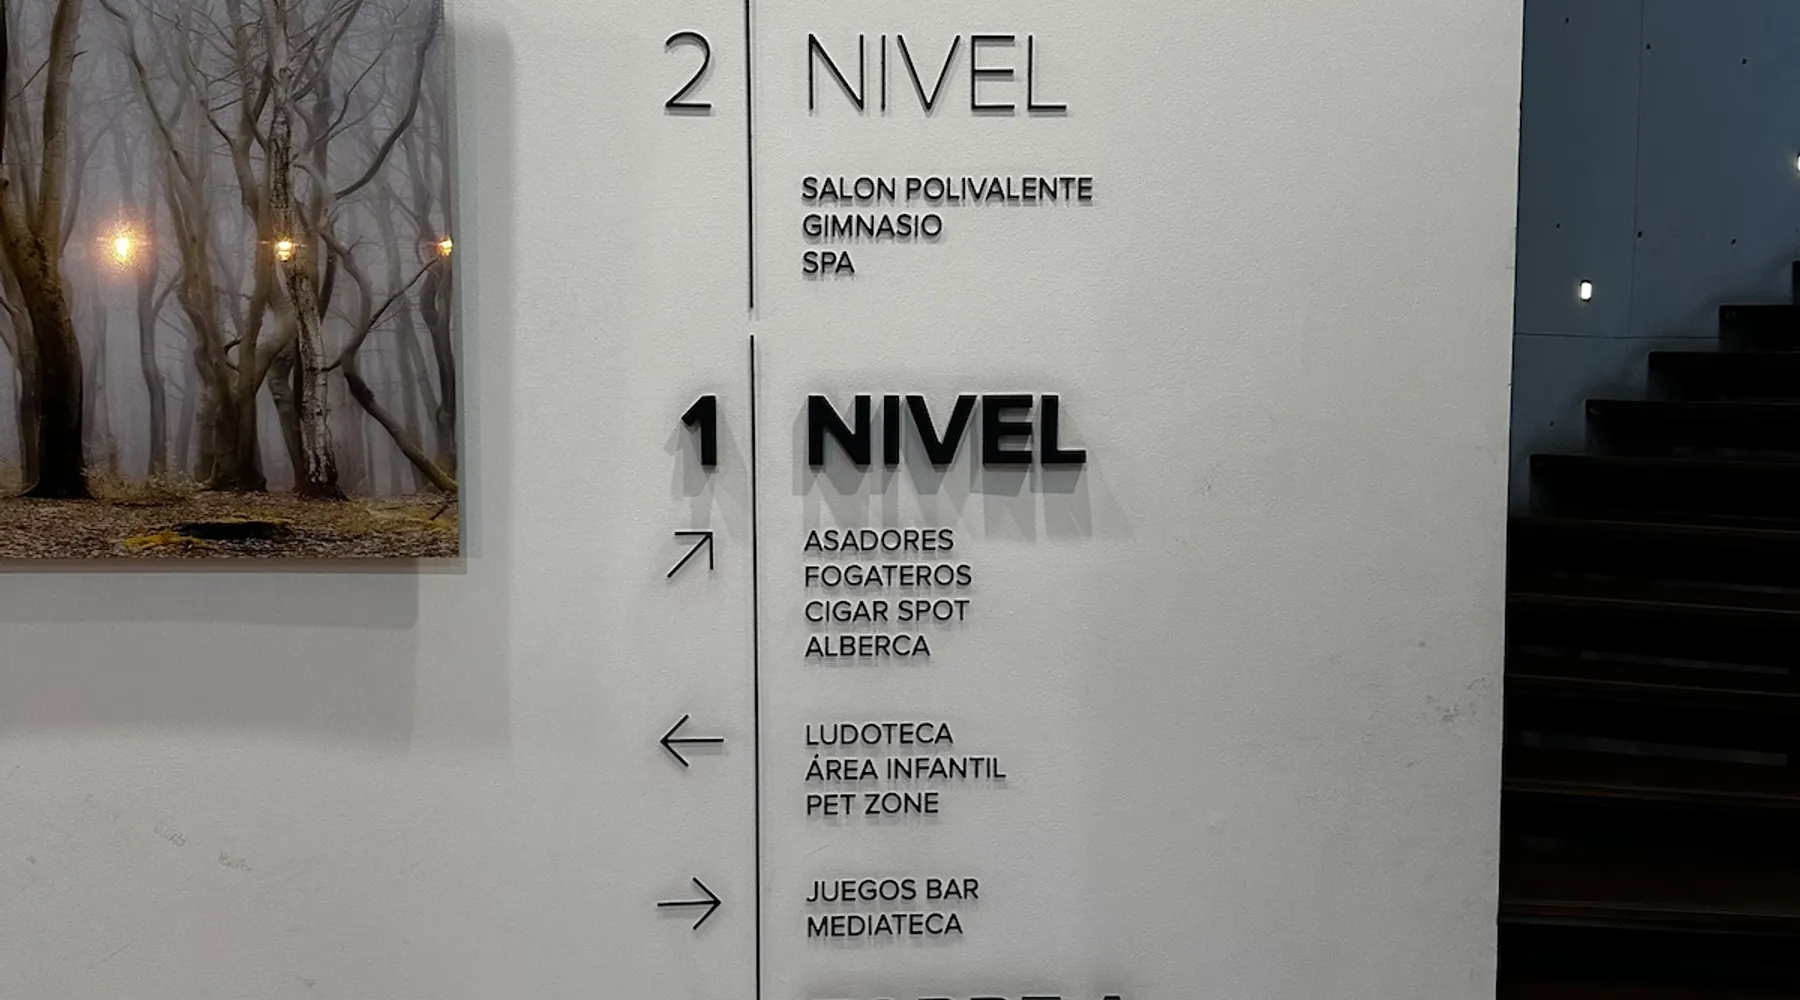 2 NIVEL
SALON POLIVALENTE
GIMNASIO
SPA
1 NIVEL
ASADORES
FOGATEROS
CIGAR SPOT
ALBERCA
LUDOTECA
ÁREA INFANTIL
PET ZONE
JUEGOS BAR
MEDIATECA